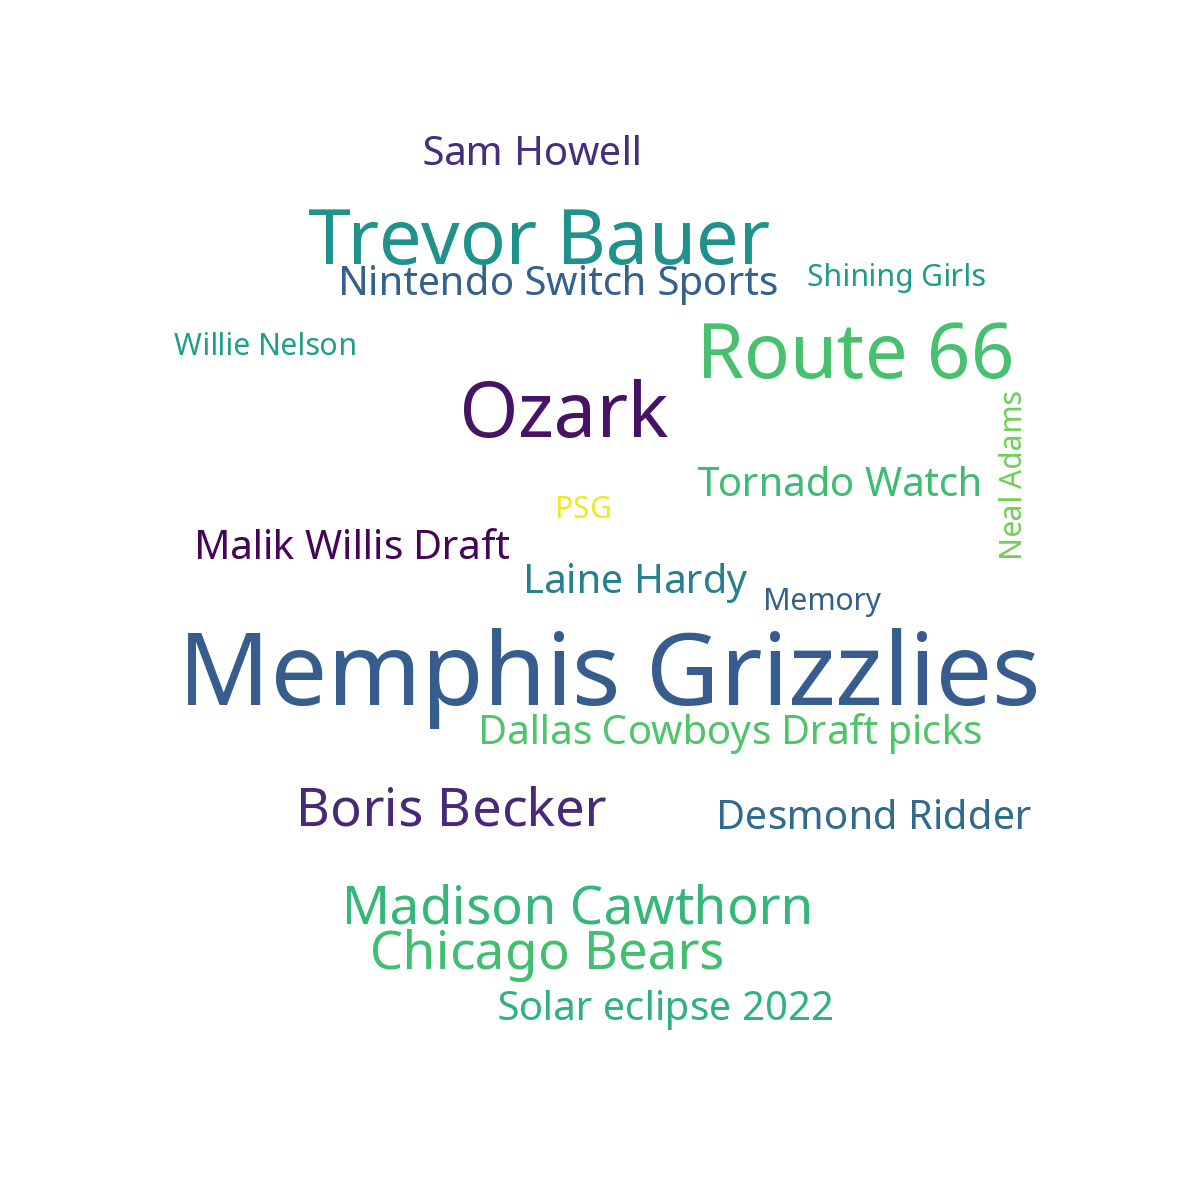 Sam Howell
Trevor Bauer
Nintendo Switch Sports
Shining Girls
Willie Nelson
Route 66
Ozark
Neal Adams
Tornado Watch
PSG
Malik Willis Draft
Laine Hardy
Memory
Memphis Grizzlies
Dallas Cowboys Draft picks
Boris Becker
Desmond Ridder
Madison Cawthorn
Chicago Bears
Solar eclipse 2022